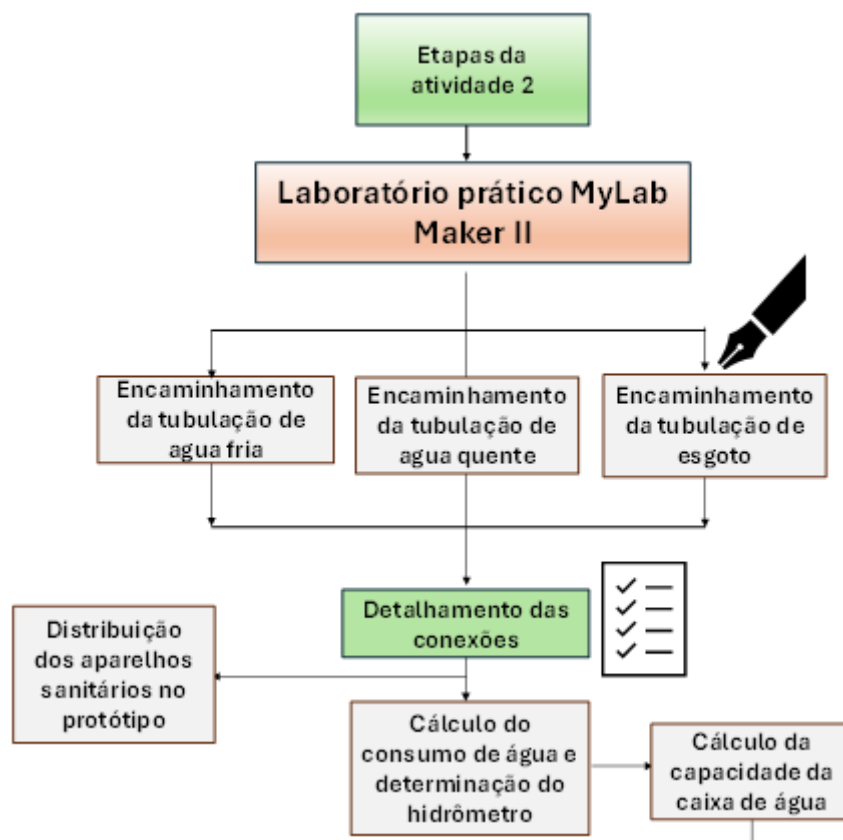 Etapas da
atividade 2
Laboratório prático MyLab
Maker II
Encaminhamento
da tubulação de
agua fria
Encaminhamento
da tubulação de
agua quente
Encaminhamento
da tubulação de
esgoto
Detalhamento das
conexões
Distribuição
dos aparelhos
sanitários no
protótipo
Cálculo do
consumo de água e
determinação do
hidrômetro
Cálculo da
capacidade da
caixa de água